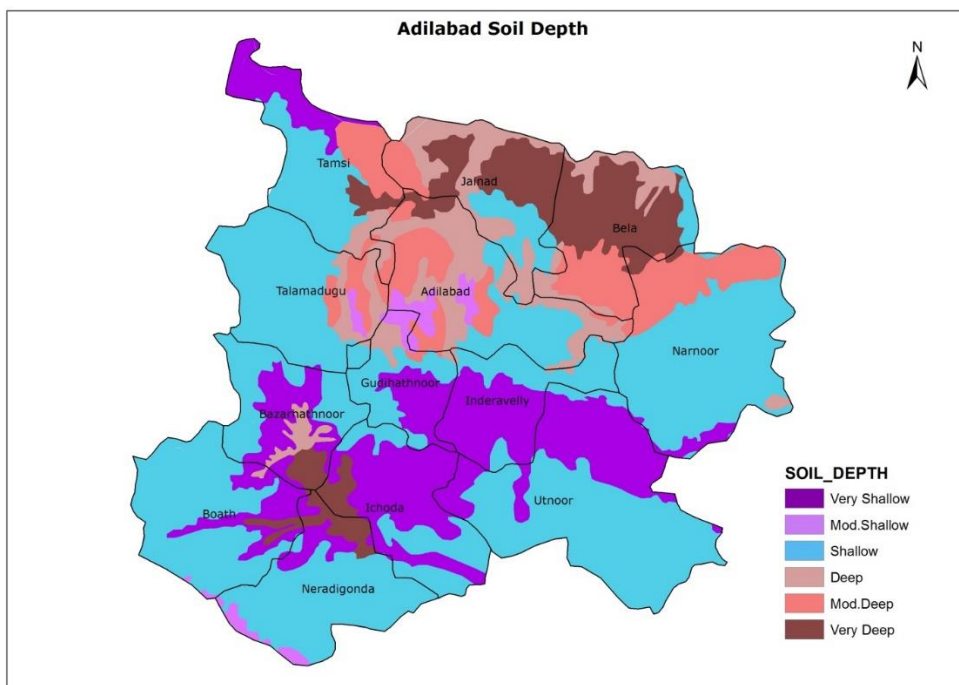 Adilabad Soil Depth
N
Tamsi
Jainad
Bela
Talamadugu
Adilabad
Narnoor
Gudihathnoor
Inderavelly
Bazarhathnoor
Utnoor
Ichoda
Boath
Neradigonda
SOIL_DEPTH
Very Shallow
Mod.Shallow
Shallow
Deep
Mod.Deep
Very Deep